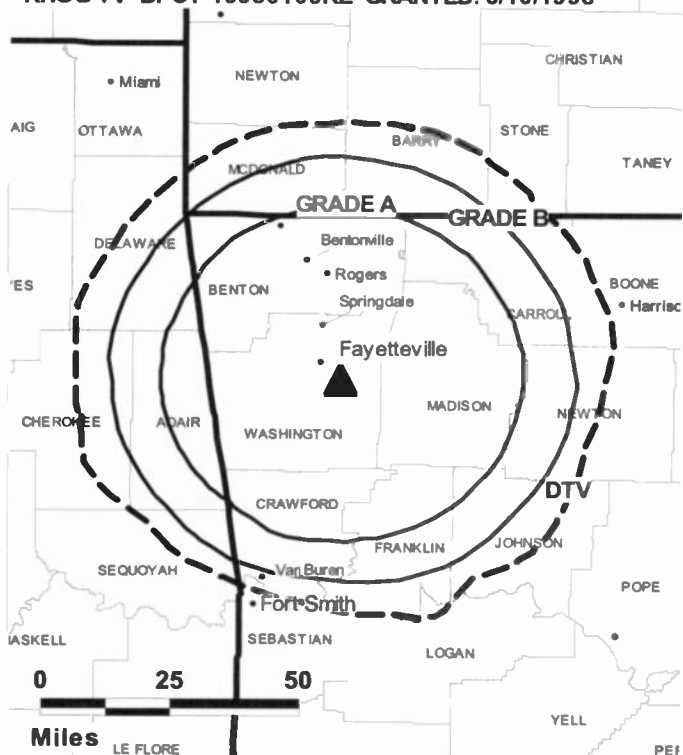 NEWTON
CHRISTIAN
Miami
AIG
OTTAWA
BARRY
STONE
MCDONALD
TANEY
GRADE A
GRADE B
DELAWARE
Bentonville
'ES
BENTON
Rogers
BOONE
Springdale
Harrisc
CARROLL
Fayetteville
CHEROKEE
ADAIR
MADISON
NEWTON
WASHINGTON
DTV
CRAWFORD
FRANKLIN
JOHNSON
SEQUOYAH
Van Buren
POPE
Fort Smith
HASKELL
SEBASTIAN
LOGAN
0 25 50
Miles
YELL
LE FLORE
PER